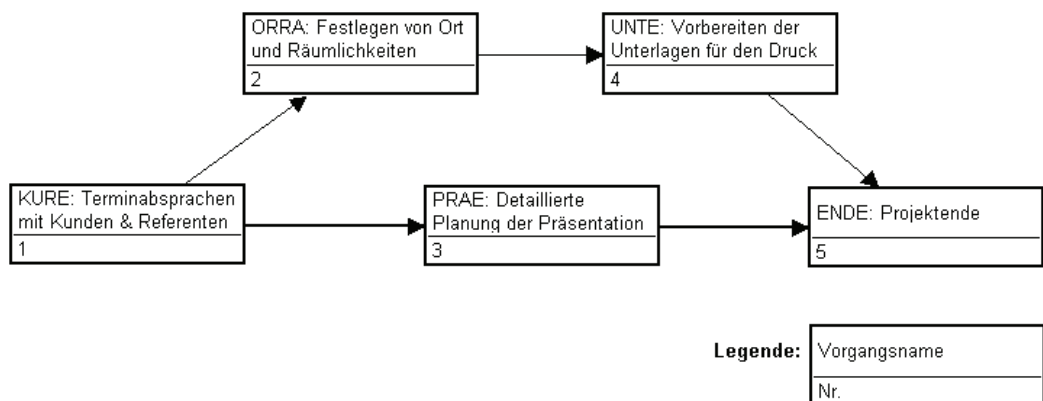 ORRA: Festlegen von Ort
und Räumlichkeiten
2
UNTE: Vorbereiten der
Unterlagen für den Druck
4
KURE: Terminabsprachen
mit Kunden & Referenten
1
PRAE: Detaillierte
Planung der Präsentation
3
ENDE: Projektende
5
Legende:
Vorgangsname
Nr.